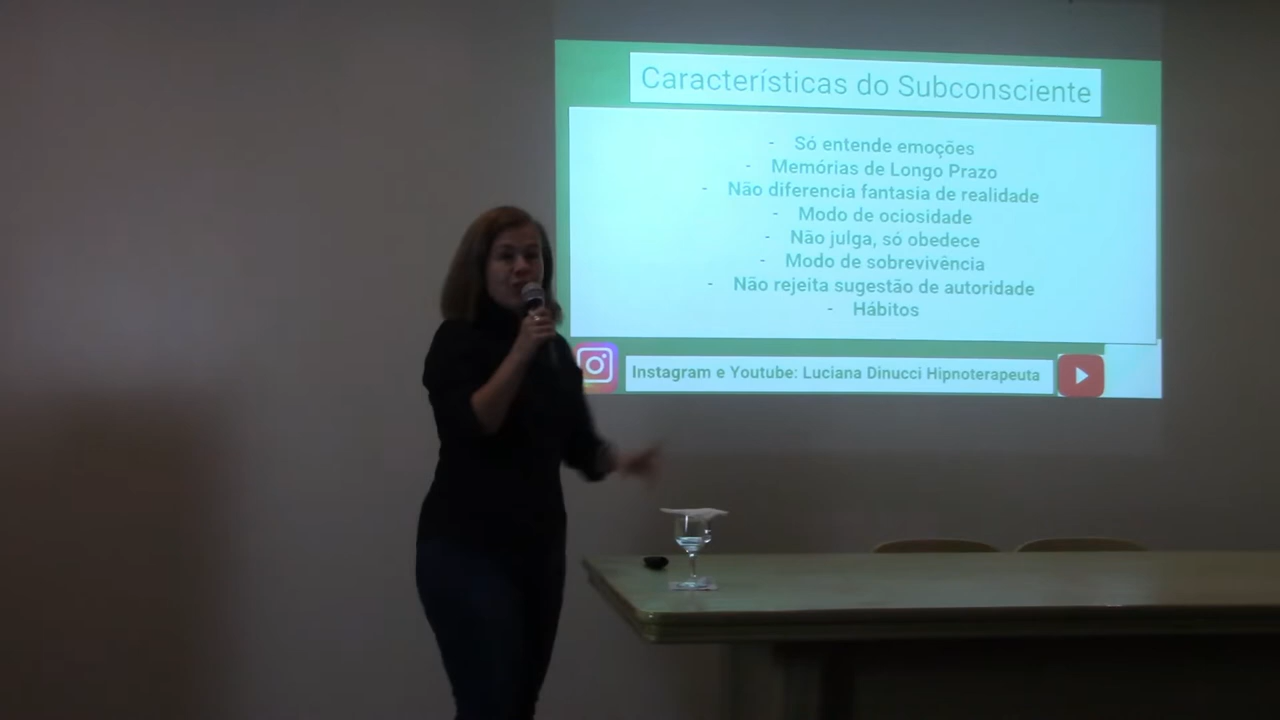 Características do Subconsciente
- Só entende emoções
- Memórias de Longo Prazo
- Não diferencia fantasia de realidade
- Modo de ociosidade
- Não julga, só obedece
- Modo de sobrevivência
- Não rejeita sugestão de autoridade
- Hábitos
Instagram e Youtube: Luciana Dinucci Hipnoterapeuta